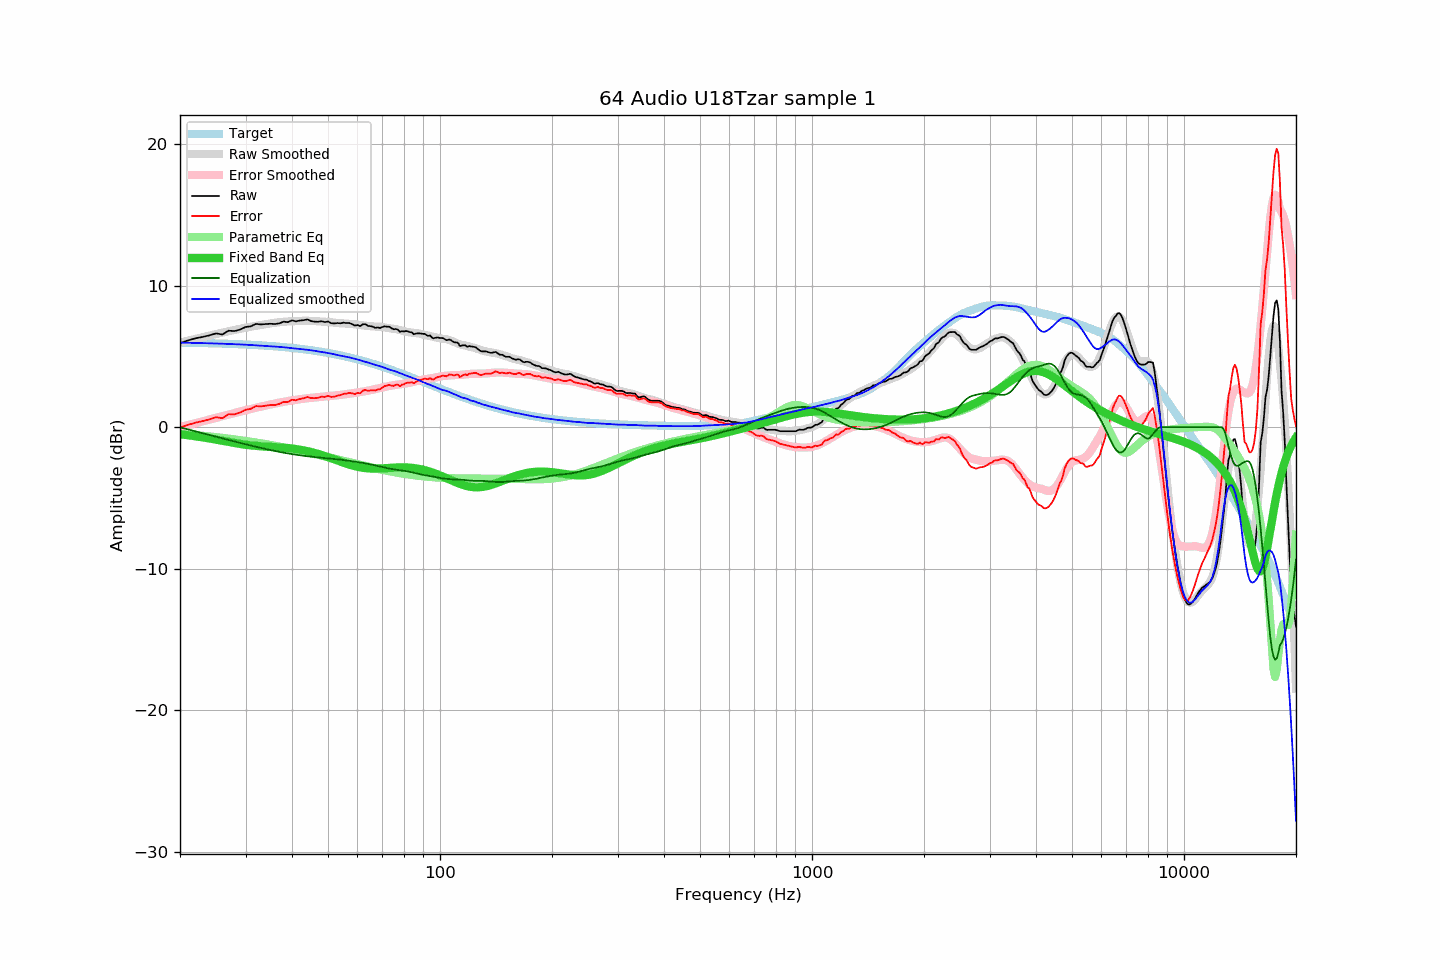 64 Audio U18Tzar sample 1
Target
Raw Smoothed
Error Smoothed
Raw
Error
Parametric Eq
Fixed Band Eq
Equalization
Equalized smoothed
20
10
0
−10
−20
−30
Amplitude (dBr)
100
1000
10000
Frequency (Hz)